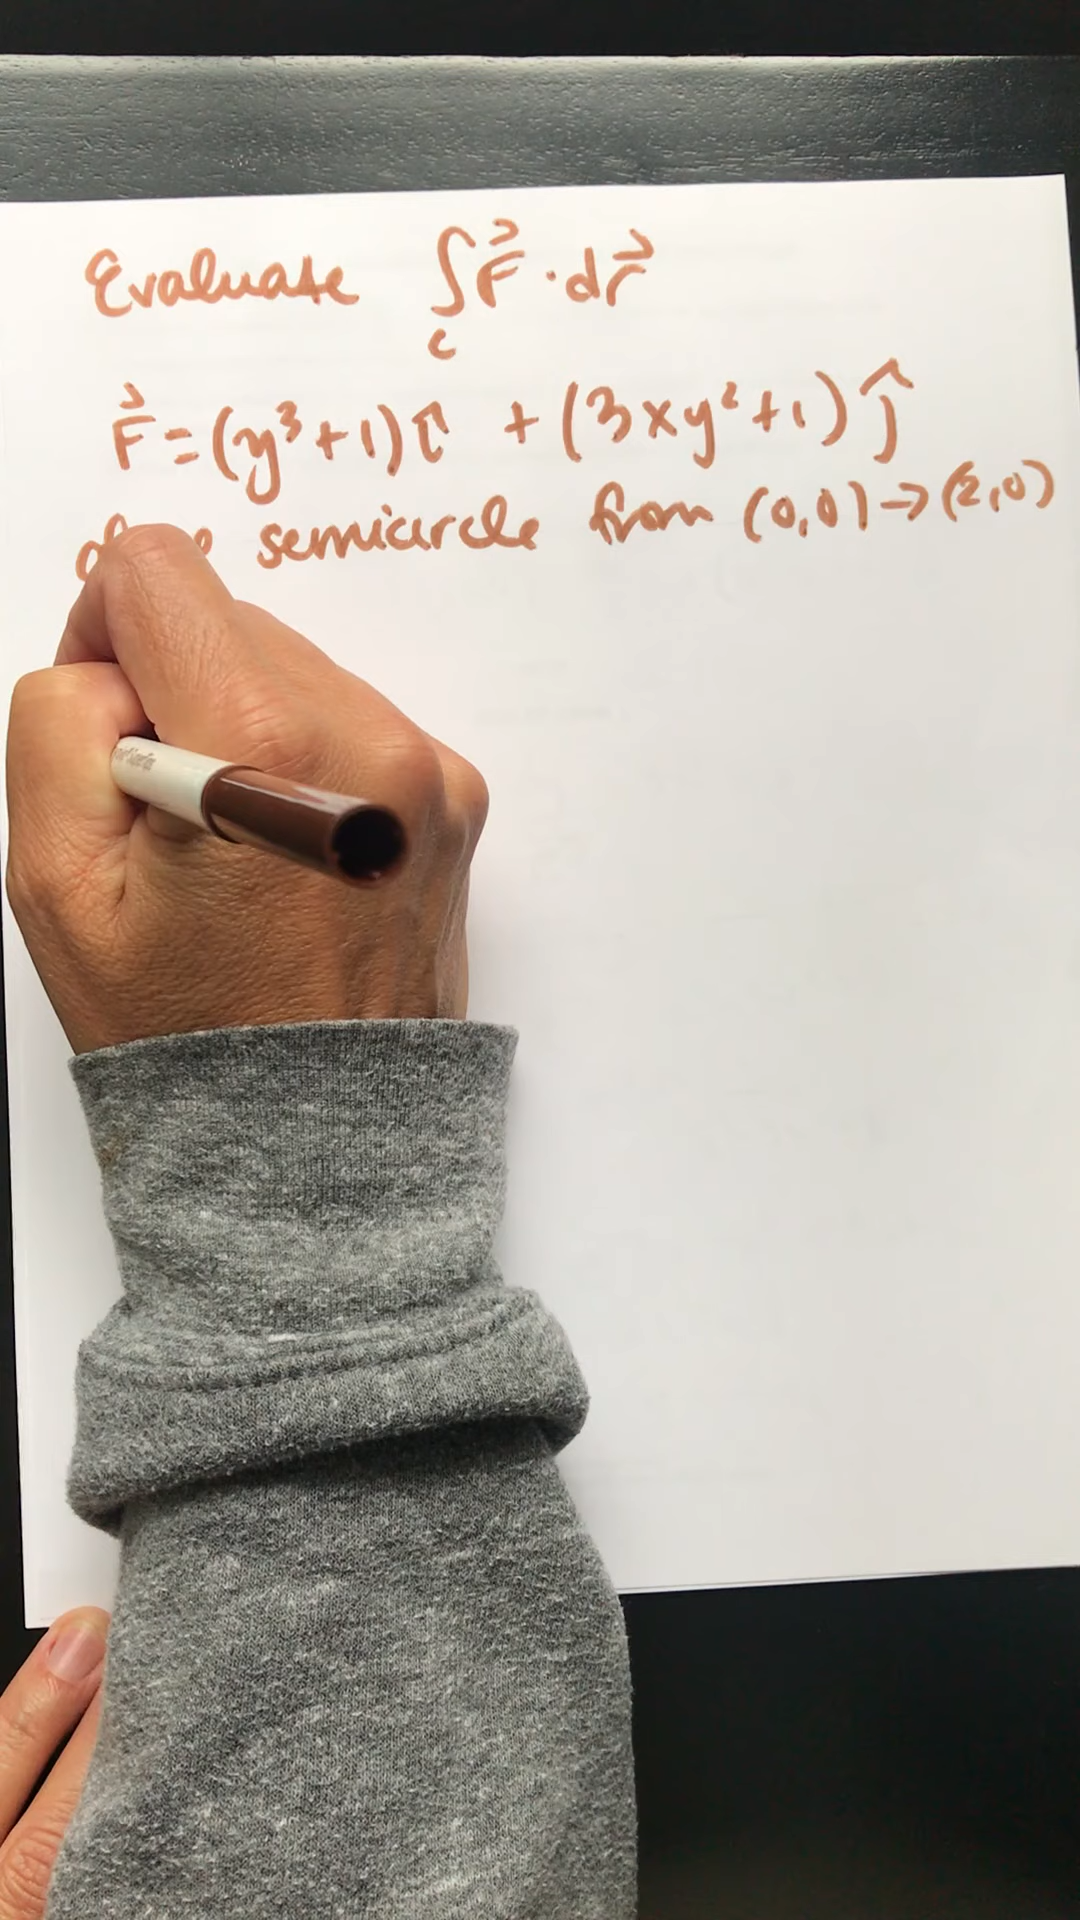 Evaluate ∫_C F⃗ · dr⃗
F⃗ = (y³+1)î + (3xy²+1)ĵ
semicircle from (0,0)→(2,0)